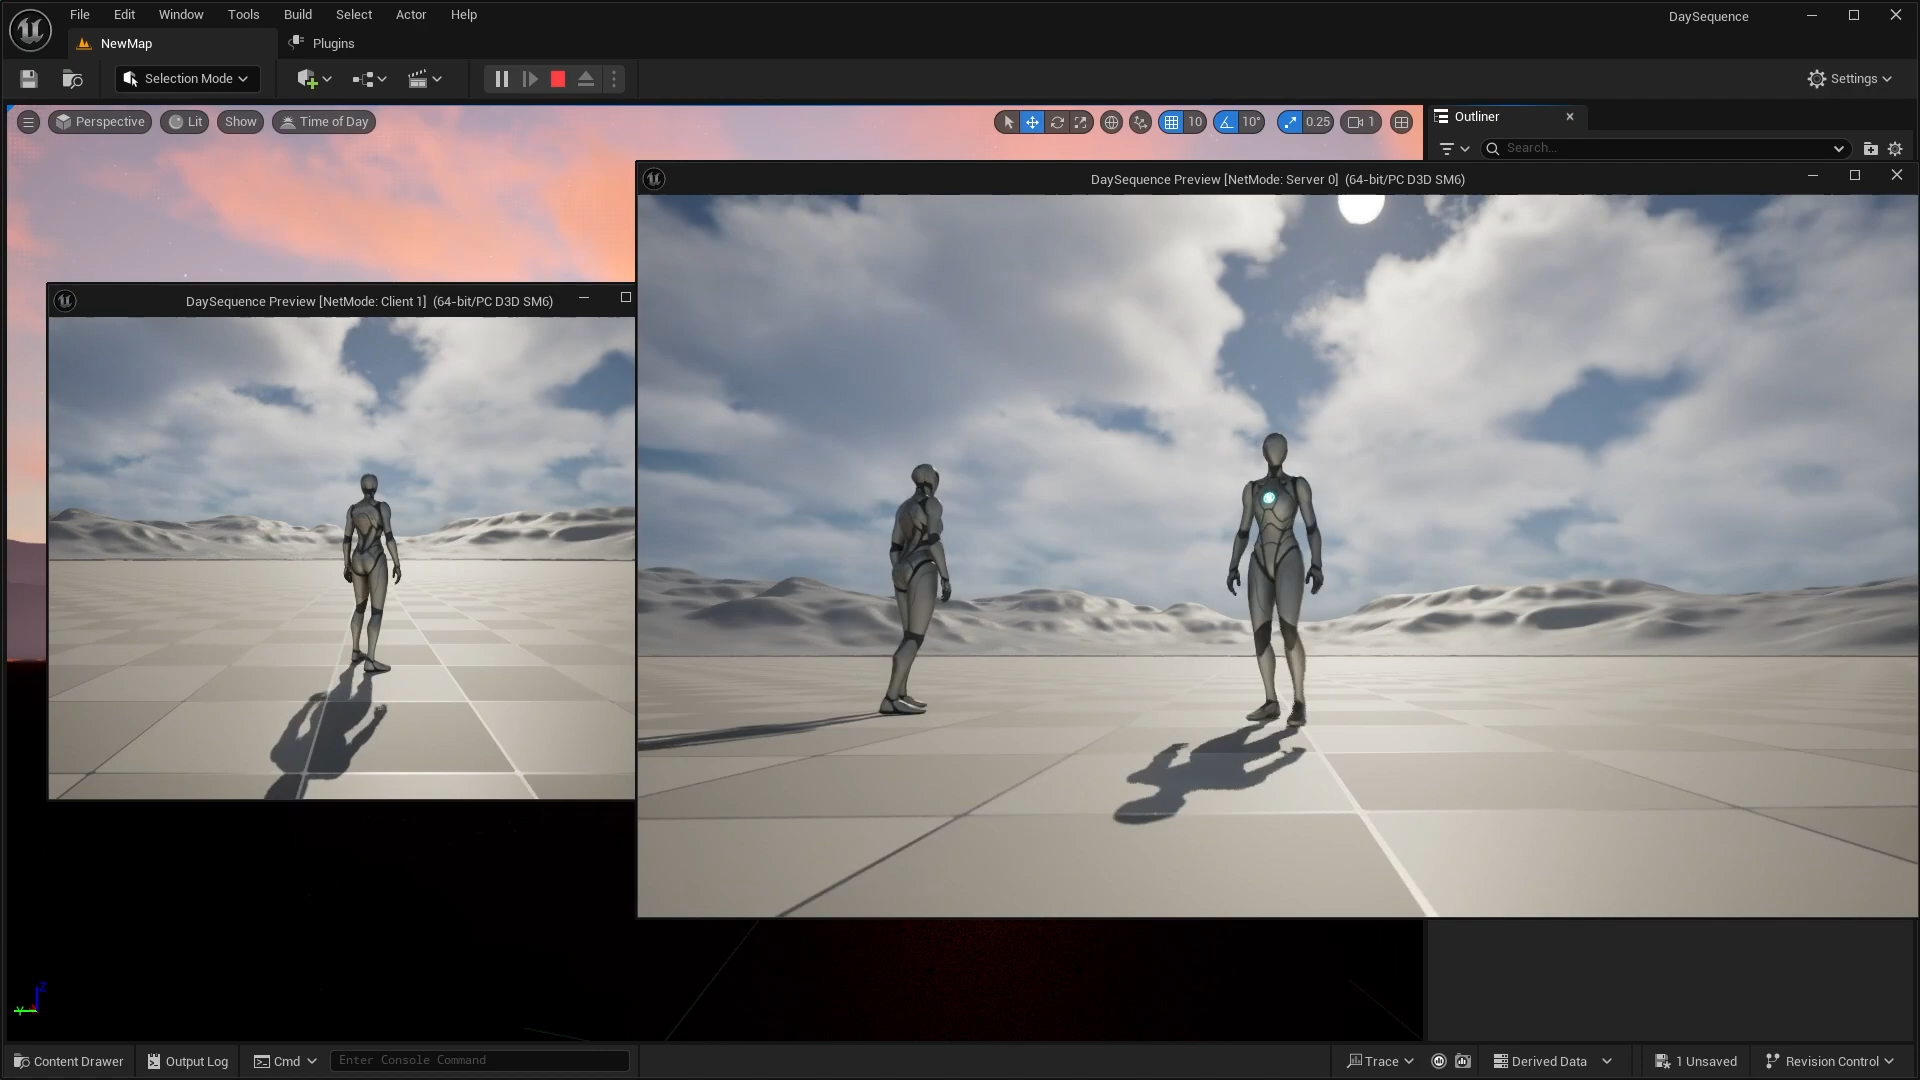 File Edit Window Tools Build Select Actor Help
DaySequence
NewMap
Plugins
Selection Mode
Settings
Perspective
Lit
Show
Time of Day
10
10°
0.25
1
Outliner
Search...
DaySequence Preview [NetMode: Server 0] (64-bit/PC D3D SM6)
DaySequence Preview [NetMode: Client 1] (64-bit/PC D3D SM6)
Z
Y
Content Drawer
Output Log
Cmd
Enter Console Command
Trace
Derived Data
1 Unsaved
Revision Control